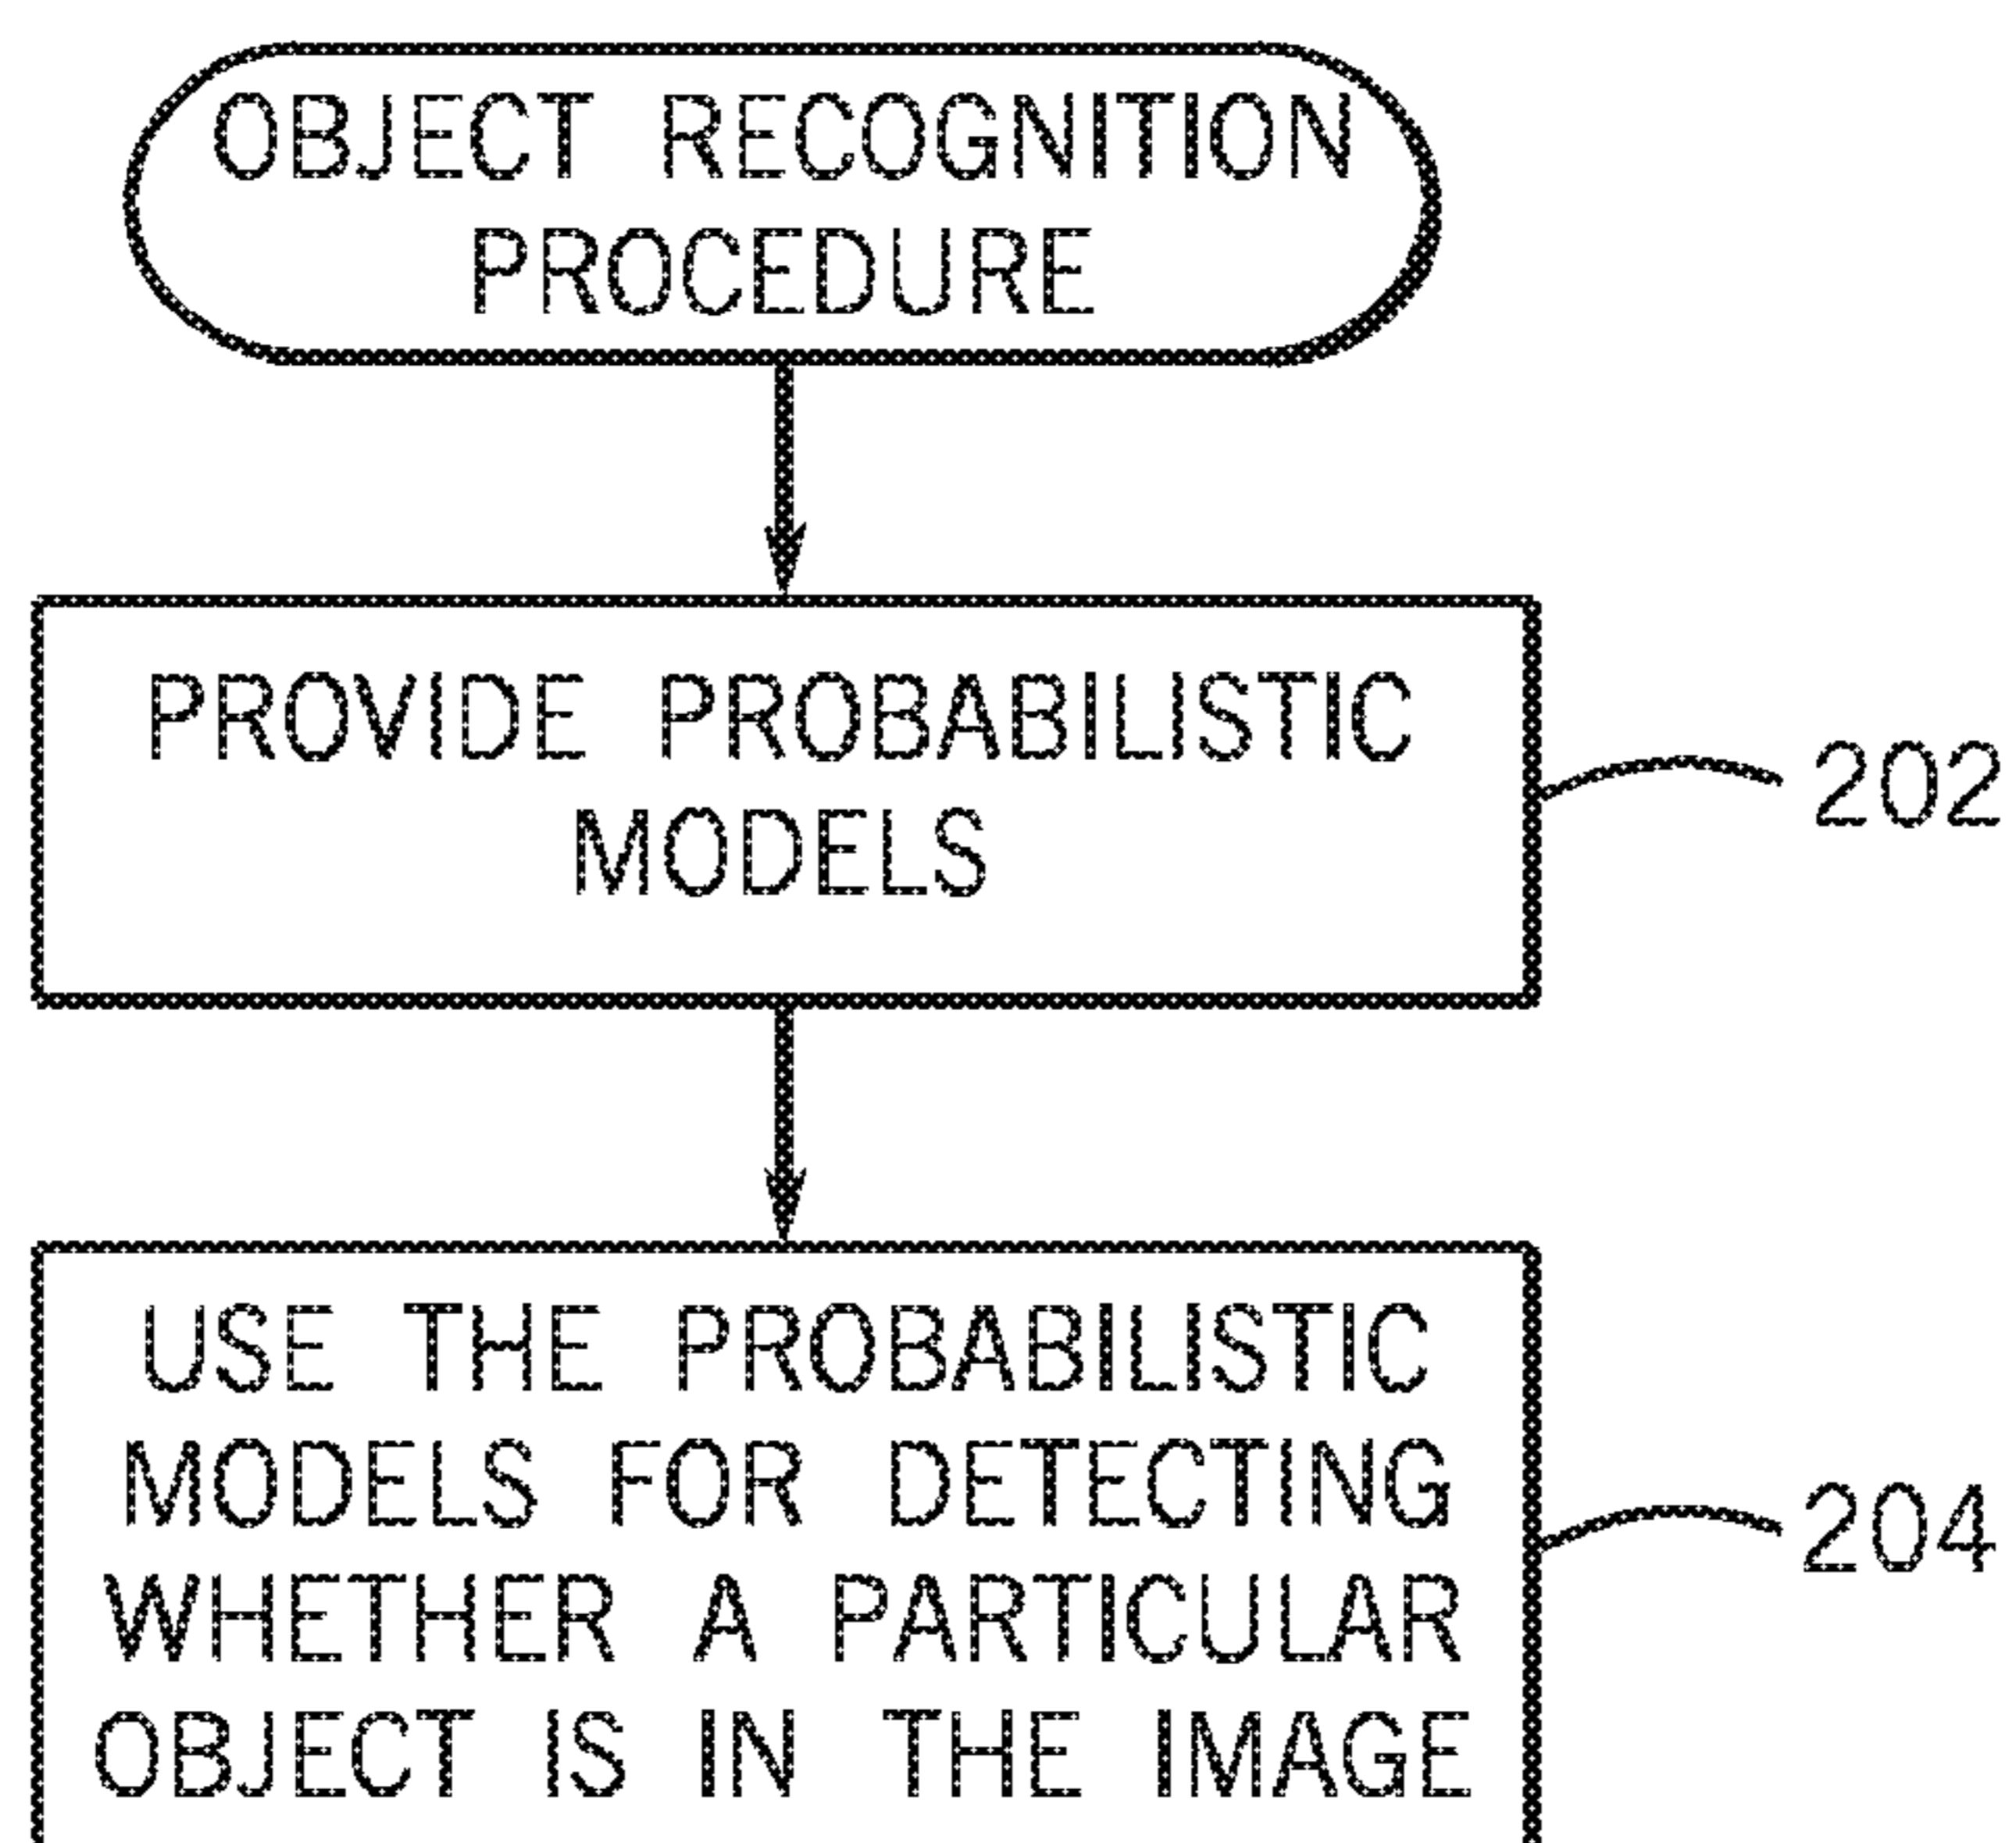 OBJECT RECOGNITION
PROCEDURE
PROVIDE PROBABILISTIC
MODELS
202
USE THE PROBABILISTIC
MODELS FOR DETECTING
WHETHER A PARTICULAR
OBJECT IS IN THE IMAGE
204